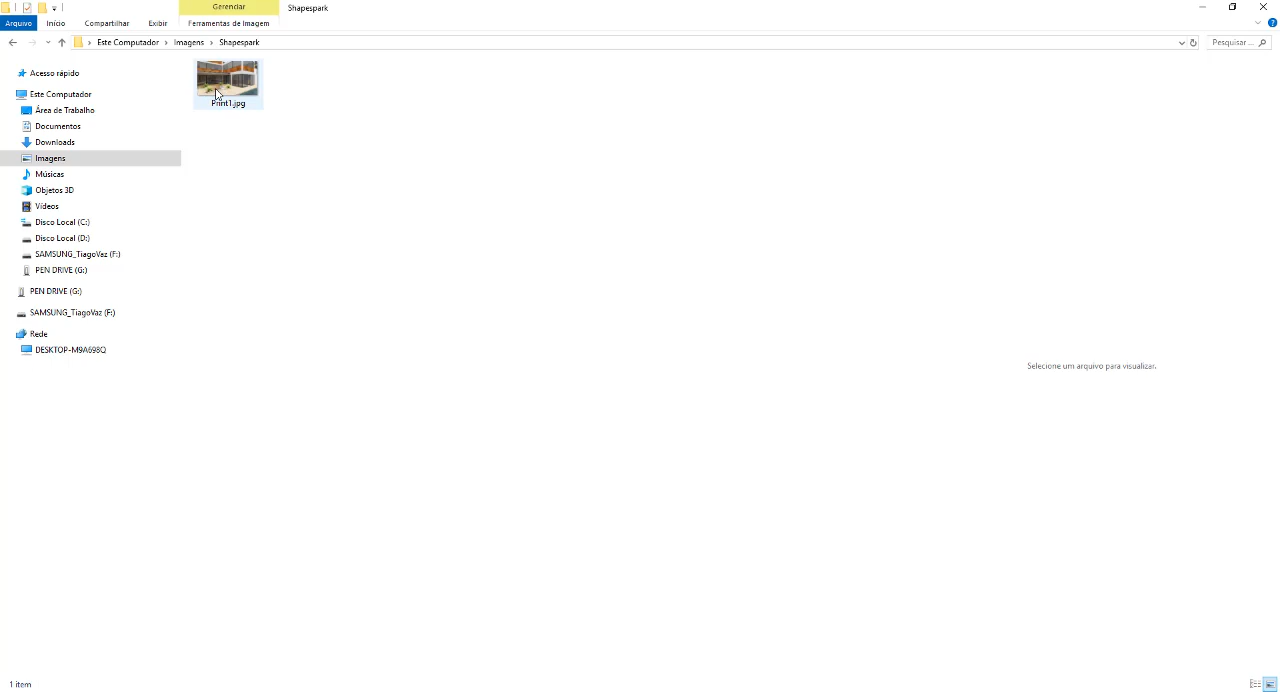 Gerenciar
Shapespark
Arquivo
Início
Compartilhar
Exibir
Ferramentas de Imagem
Este Computador
Imagens
Shapespark
Pesquisar ...
Acesso rápido
Este Computador
Área de Trabalho
Documentos
Downloads
Imagens
Músicas
Objetos 3D
Vídeos
Disco Local (C:)
Disco Local (D:)
SAMSUNG_TiagoVaz (F:)
PEN DRIVE (G:)
PEN DRIVE (G:)
SAMSUNG_TiagoVaz (F:)
Rede
DESKTOP-M9A698Q
Print1.jpg
Selecione um arquivo para visualizar.
1 item